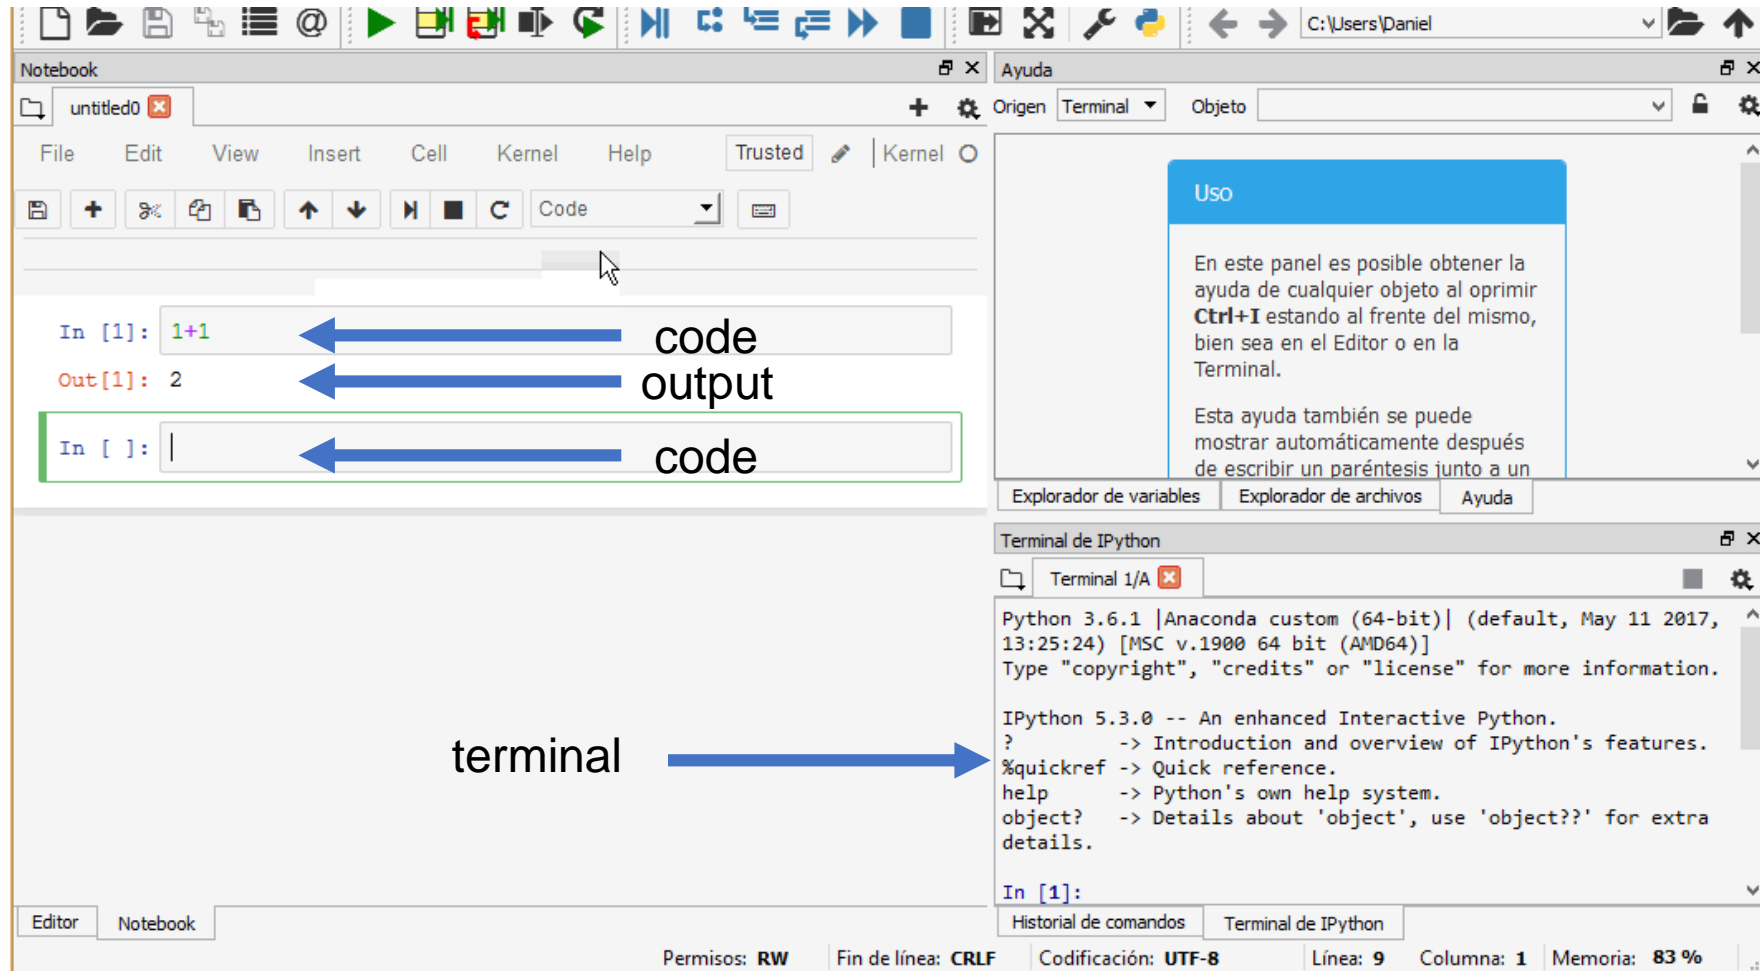 C:\Users\Daniel
Notebook
untitled0
File Edit View Insert Cell Kernel Help Trusted Kernel
Code
In [1]: 1+1
code
Out[1]: 2
output
In [ ]:
code
terminal
Editor Notebook
Ayuda
Origen Terminal Objeto
Uso
En este panel es posible obtener la
ayuda de cualquier objeto al oprimir
Ctrl+I estando al frente del mismo,
bien sea en el Editor o en la
Terminal.
Esta ayuda también se puede
mostrar automáticamente después
de escribir un paréntesis junto a un
Explorador de variables Explorador de archivos Ayuda
Terminal de IPython
Terminal 1/A
Python 3.6.1 |Anaconda custom (64-bit)| (default, May 11 2017,
13:25:24) [MSC v.1900 64 bit (AMD64)]
Type "copyright", "credits" or "license" for more information.
IPython 5.3.0 -- An enhanced Interactive Python.
? -> Introduction and overview of IPython's features.
%quickref -> Quick reference.
help -> Python's own help system.
object? -> Details about 'object', use 'object??' for extra
details.
In [1]:
Historial de comandos Terminal de IPython
Permisos: RW Fin de línea: CRLF Codificación: UTF-8 Línea: 9 Columna: 1 Memoria: 83 %